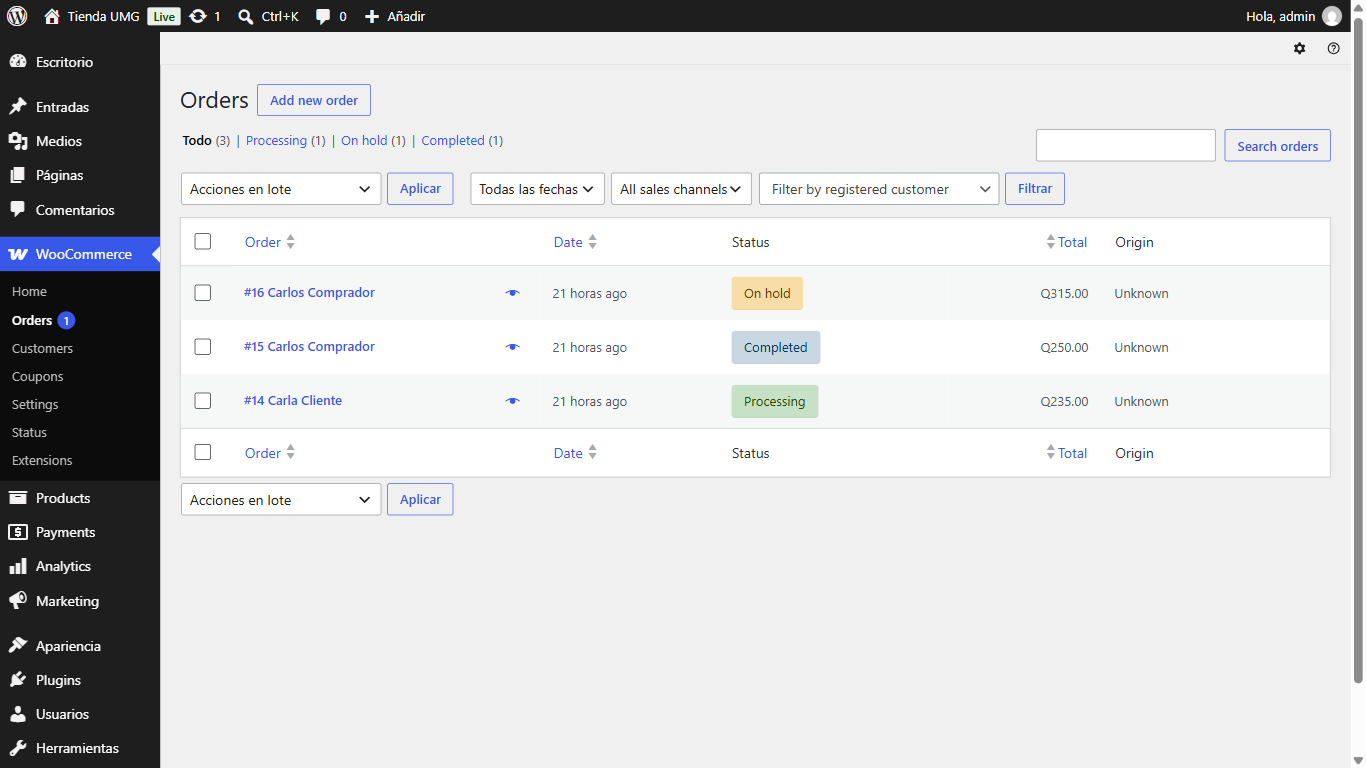 Tienda UMG Live 1 Ctrl+K 0 Añadir Hola, admin
Escritorio
Entradas
Medios
Páginas
Comentarios
WooCommerce
Home
Orders 1
Customers
Coupons
Settings
Status
Extensions
Products
Payments
Analytics
Marketing
Apariencia
Plugins
Usuarios
Herramientas
Orders Add new order
Todo (3) | Processing (1) | On hold (1) | Completed (1)
Search orders
Acciones en lote Aplicar Todas las fechas All sales channels Filter by registered customer Filtrar
Order Date Status Total Origin
#16 Carlos Comprador 21 horas ago On hold Q315.00 Unknown
#15 Carlos Comprador 21 horas ago Completed Q250.00 Unknown
#14 Carla Cliente 21 horas ago Processing Q235.00 Unknown
Order Date Status Total Origin
Acciones en lote Aplicar